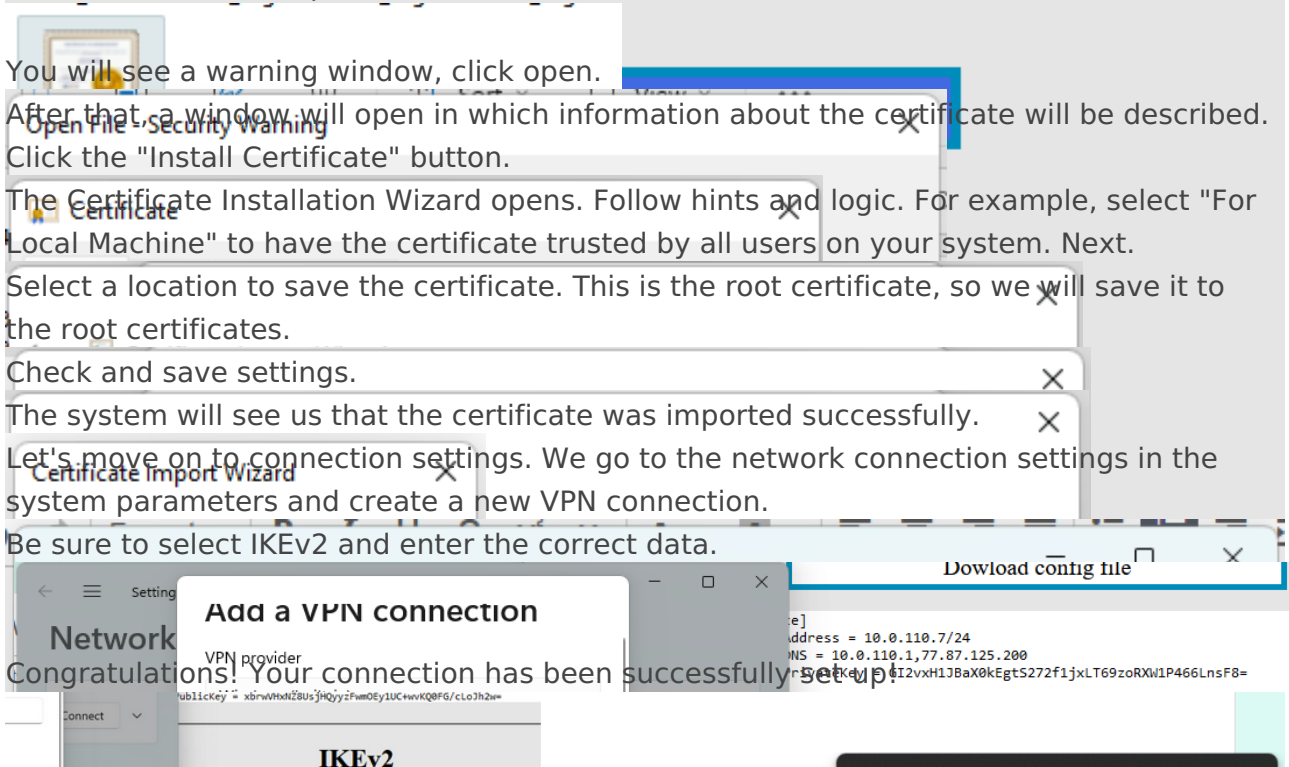 You will see a warning window, click open.
Sort
View
After that, a window will open in which information about the certificate will be described.
Open File - Security Warning
Click the "Install Certificate" button.
The Certificate Installation Wizard opens. Follow hints and logic. For example, select "For
Certificate
Local Machine" to have the certificate trusted by all users on your system. Next.
Select a location to save the certificate. This is the root certificate, so we will save it to
the root certificates.
Check and save settings.
The system will see us that the certificate was imported successfully.
Let's move on to connection settings. We go to the network connection settings in the
Certificate Import Wizard
system parameters and create a new VPN connection.
Be sure to select IKEv2 and enter the correct data.
Dowload config file
Setting
Add a VPN connection
Network
VPN provider
e]
ddress = 10.0.110.7/24
NS = 10.0.110.1,77.87.125.200
Congratulations! Your connection has been successfully set up!
Connect
IKEv2